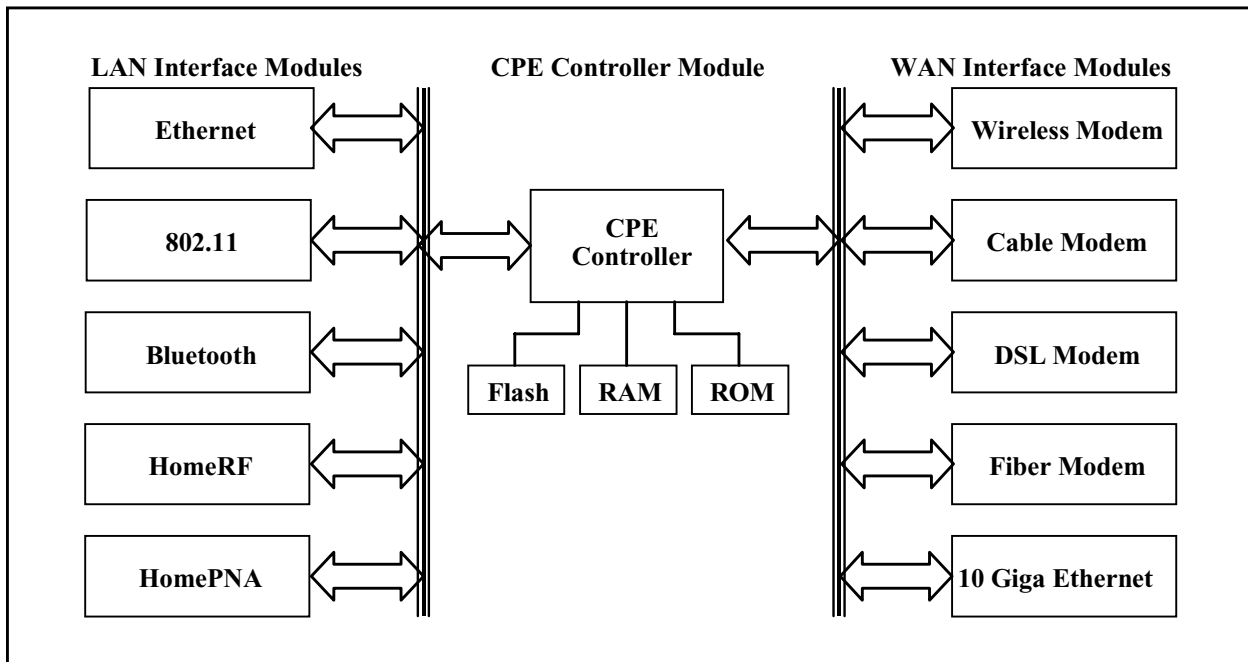 LAN Interface Modules
CPE Controller Module
WAN Interface Modules
Ethernet
802.11
Bluetooth
HomeRF
HomePNA
CPE
Controller
Flash
RAM
ROM
Wireless Modem
Cable Modem
DSL Modem
Fiber Modem
10 Giga Ethernet